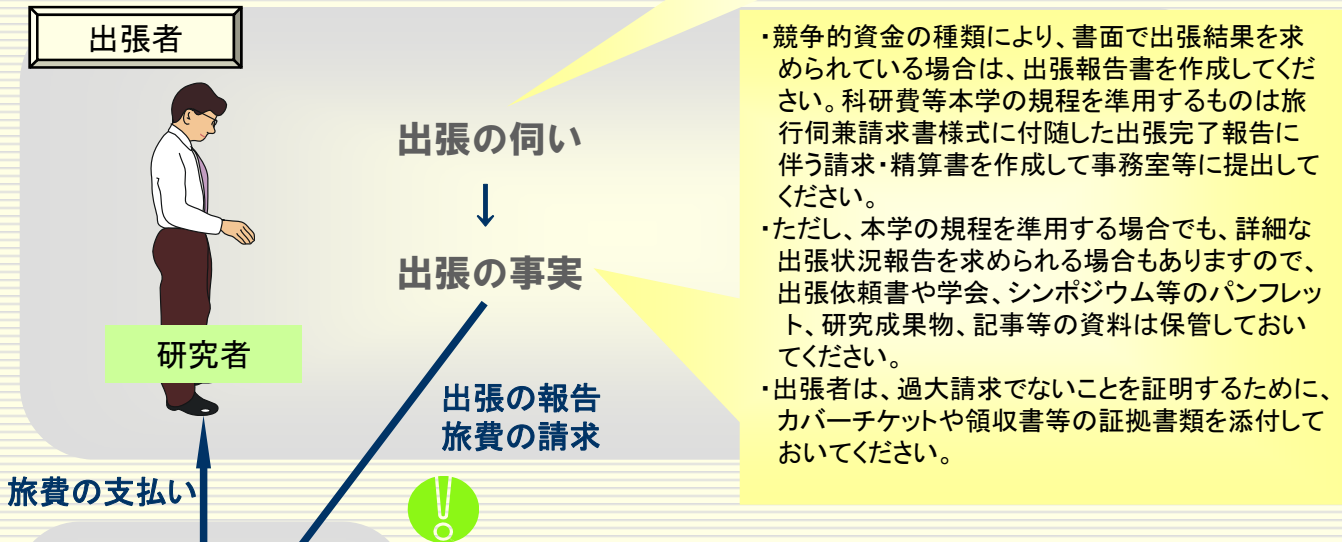 出張者
出張の伺い
↓
出張の事実
研究者
出張の報告
旅費の請求
旅費の支払い
・競争的資金の種類により、書面で出張結果を求
められている場合は、出張報告書を作成してくだ
さい。科研費等本学の規程を準用するものは旅
行伺兼請求書様式に付随した出張完了報告に
伴う請求・精算書を作成して事務室等に提出して
ください。
・ただし、本学の規程を準用する場合でも、詳細な
出張状況報告を求められる場合もありますので、
出張依頼書や学会、シンポジウム等のパンフレッ
ト、研究成果物、記事等の資料は保管しておい
てください。
・出張者は、過大請求でないことを証明するために、
カバーチケットや領収書等の証拠書類を添付して
おいてください。